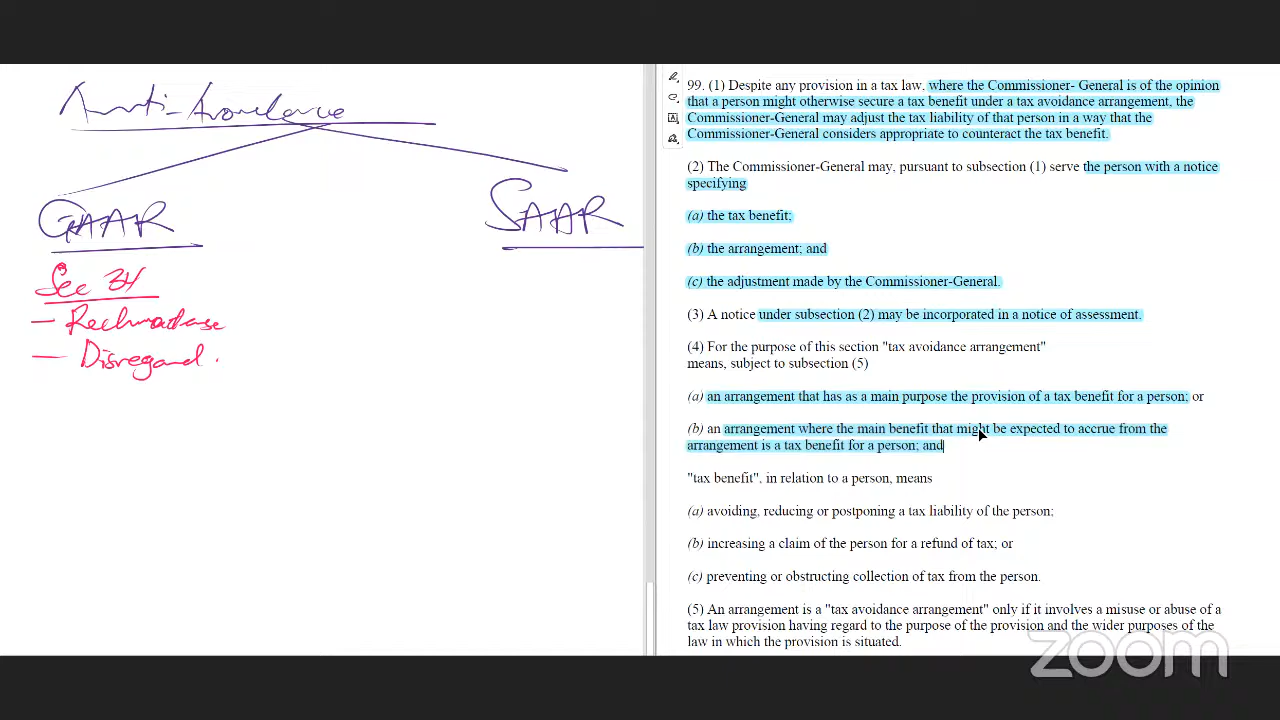 Anti-Avoidance
GAAR
SAAR
Sec 34
— Recharacterise
— Disregard.
99. (1) Despite any provision in a tax law, where the Commissioner- General is of the opinion
that a person might otherwise secure a tax benefit under a tax avoidance arrangement, the
Commissioner-General may adjust the tax liability of that person in a way that the
Commissioner-General considers appropriate to counteract the tax benefit.
(2) The Commissioner-General may, pursuant to subsection (1) serve the person with a notice
specifying
(a) the tax benefit;
(b) the arrangement; and
(c) the adjustment made by the Commissioner-General.
(3) A notice under subsection (2) may be incorporated in a notice of assessment.
(4) For the purpose of this section "tax avoidance arrangement"
means, subject to subsection (5)
(a) an arrangement that has as a main purpose the provision of a tax benefit for a person; or
(b) an arrangement where the main benefit that might be expected to accrue from the
arrangement is a tax benefit for a person; and
"tax benefit", in relation to a person, means
(a) avoiding, reducing or postponing a tax liability of the person;
(b) increasing a claim of the person for a refund of tax; or
(c) preventing or obstructing collection of tax from the person.
(5) An arrangement is a "tax avoidance arrangement" only if it involves a misuse or abuse of a
tax law provision having regard to the purpose of the provision and the wider purposes of the
law in which the provision is situated.
zoom